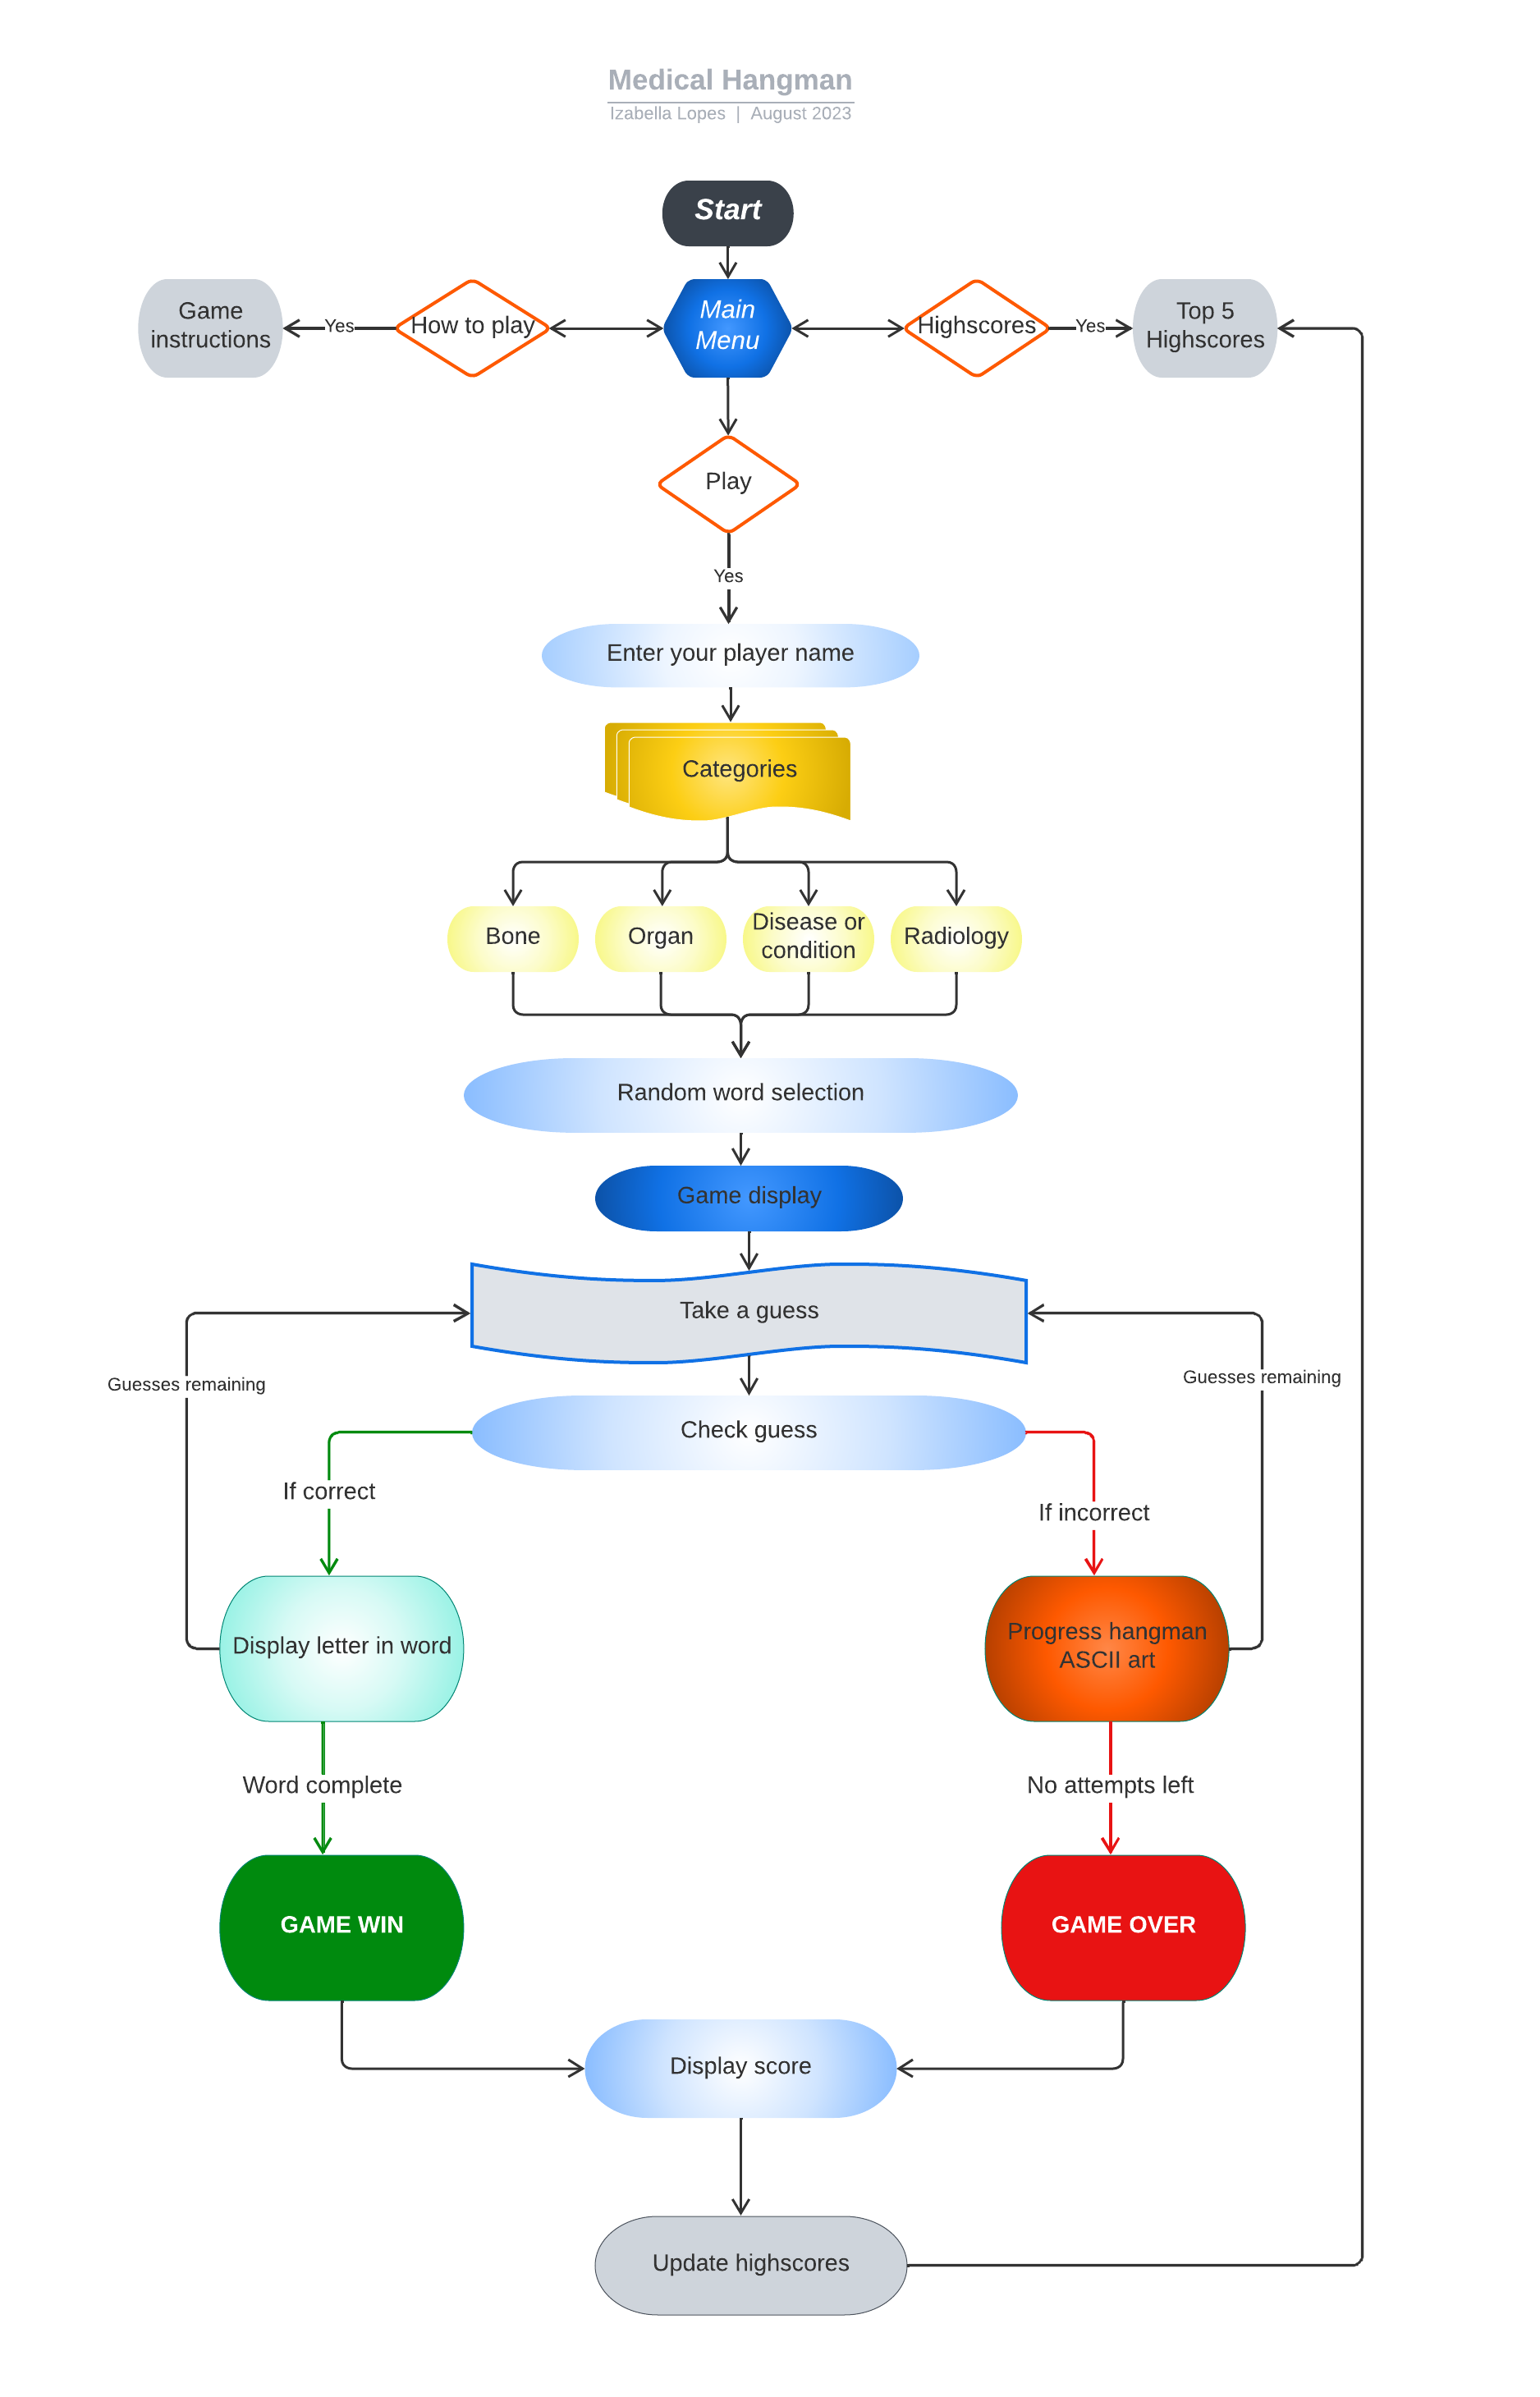 Medical Hangman
Izabella Lopes | August 2023
Start
Game
instructions
Yes
How to play
Main
Menu
Highscores
Yes
Top 5
Highscores
Play
Yes
Enter your player name
Categories
Bone
Organ
Disease or
condition
Radiology
Random word selection
Game display
Take a guess
Guesses remaining
Guesses remaining
Check guess
If correct
If incorrect
Display letter in word
Progress hangman
ASCII art
Word complete
No attempts left
GAME WIN
GAME OVER
Display score
Update highscores